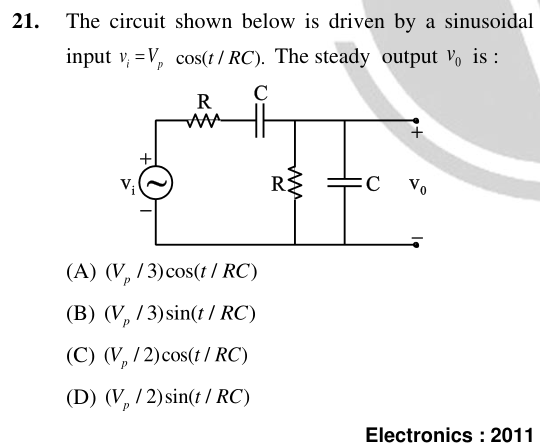 21. The circuit shown below is driven by a sinusoidal
input v_i = V_p cos(t / RC). The steady output v_0 is :
R
C
+
+
v_i
R
C
v_0
−
−
(A) (V_p / 3)cos(t / RC)
(B) (V_p / 3)sin(t / RC)
(C) (V_p / 2)cos(t / RC)
(D) (V_p / 2)sin(t / RC)
Electronics : 2011